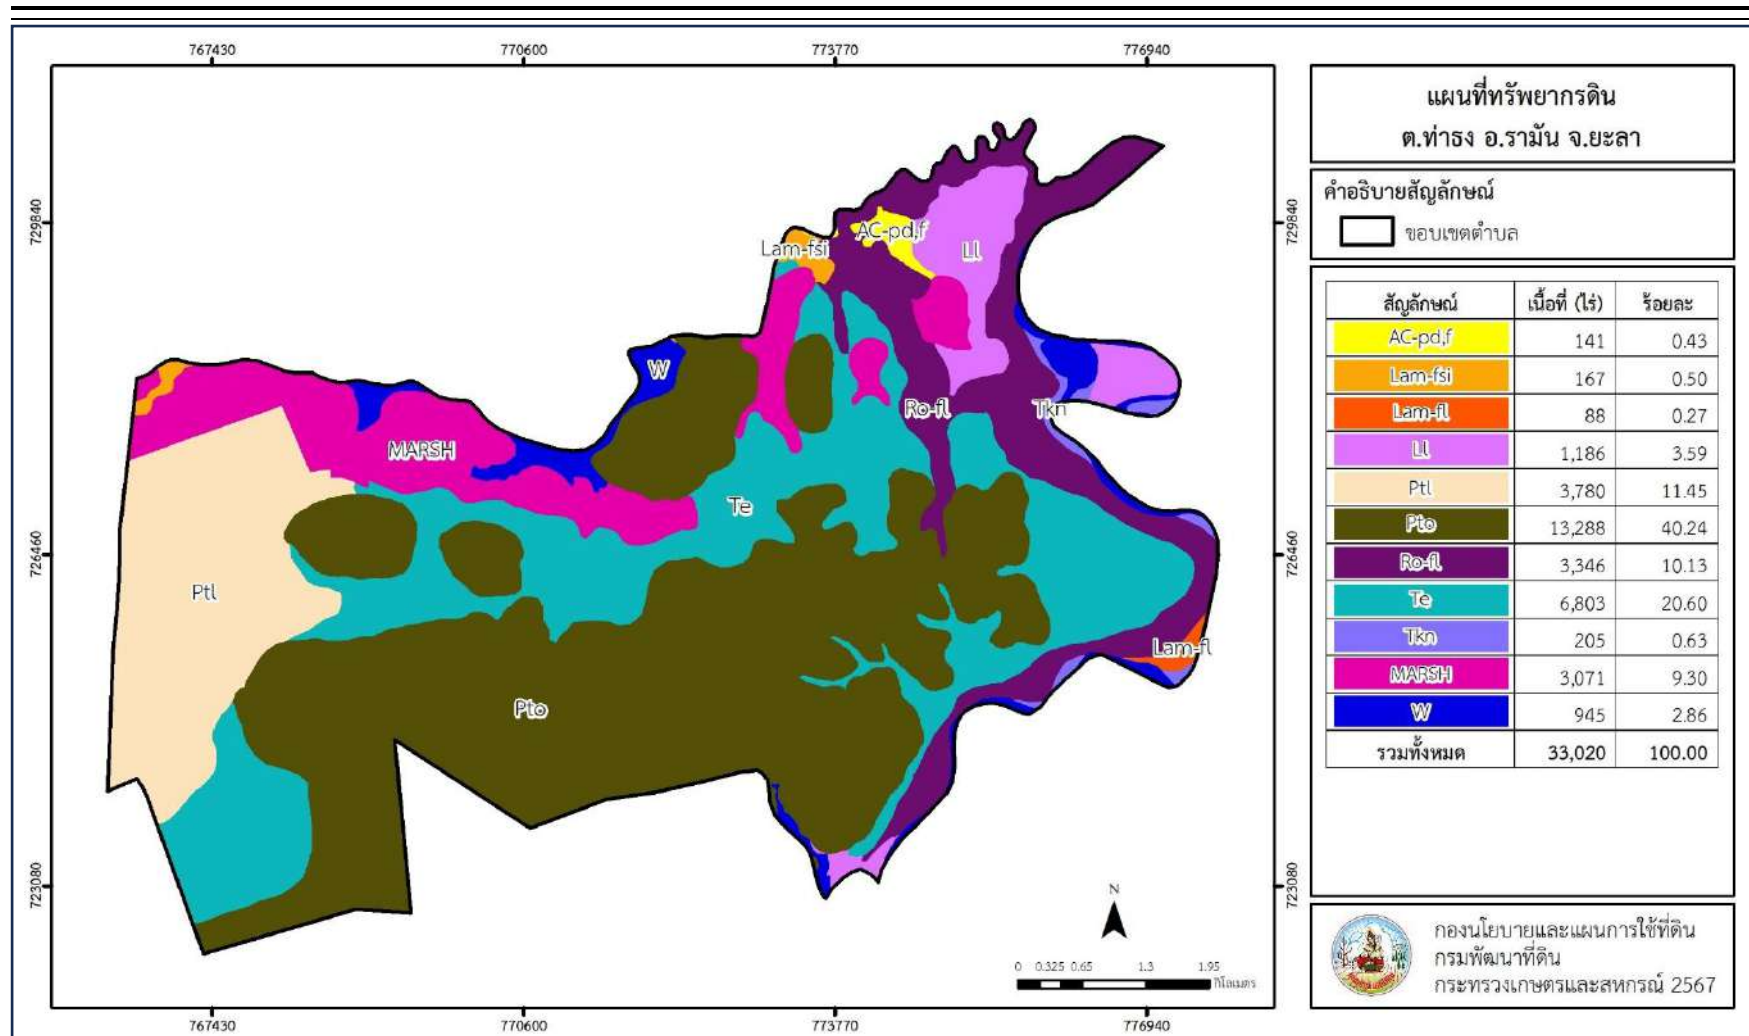 767430 770600 773770 776940
แผนที่ทรัพยากรดิน
ต.ท่าธง อ.รามัน จ.ยะลา
คำอธิบายสัญลักษณ์
ขอบเขตตำบล
729840 729840
726460 726460
723080 723080
AC-pd,f
Lam-fsi
Ll
W
Ro-fl
Tkn
MARSH
Te
Ptl
Lam-fl
Pto
สัญลักษณ์ เนื้อที่ (ไร่) ร้อยละ
AC-pd,f 141 0.43
Lam-fsi 167 0.50
Lam-fl 88 0.27
Ll 1,186 3.59
Ptl 3,780 11.45
Pto 13,288 40.24
Ro-fl 3,346 10.13
Te 6,803 20.60
Tkn 205 0.63
MARSH 3,071 9.30
W 945 2.86
รวมทั้งหมด 33,020 100.00
N
0 0.325 0.65 1.3 1.95
กิโลเมตร
กองนโยบายและแผนการใช้ที่ดิน
กรมพัฒนาที่ดิน
กระทรวงเกษตรและสหกรณ์ 2567
767430 770600 773770 776940